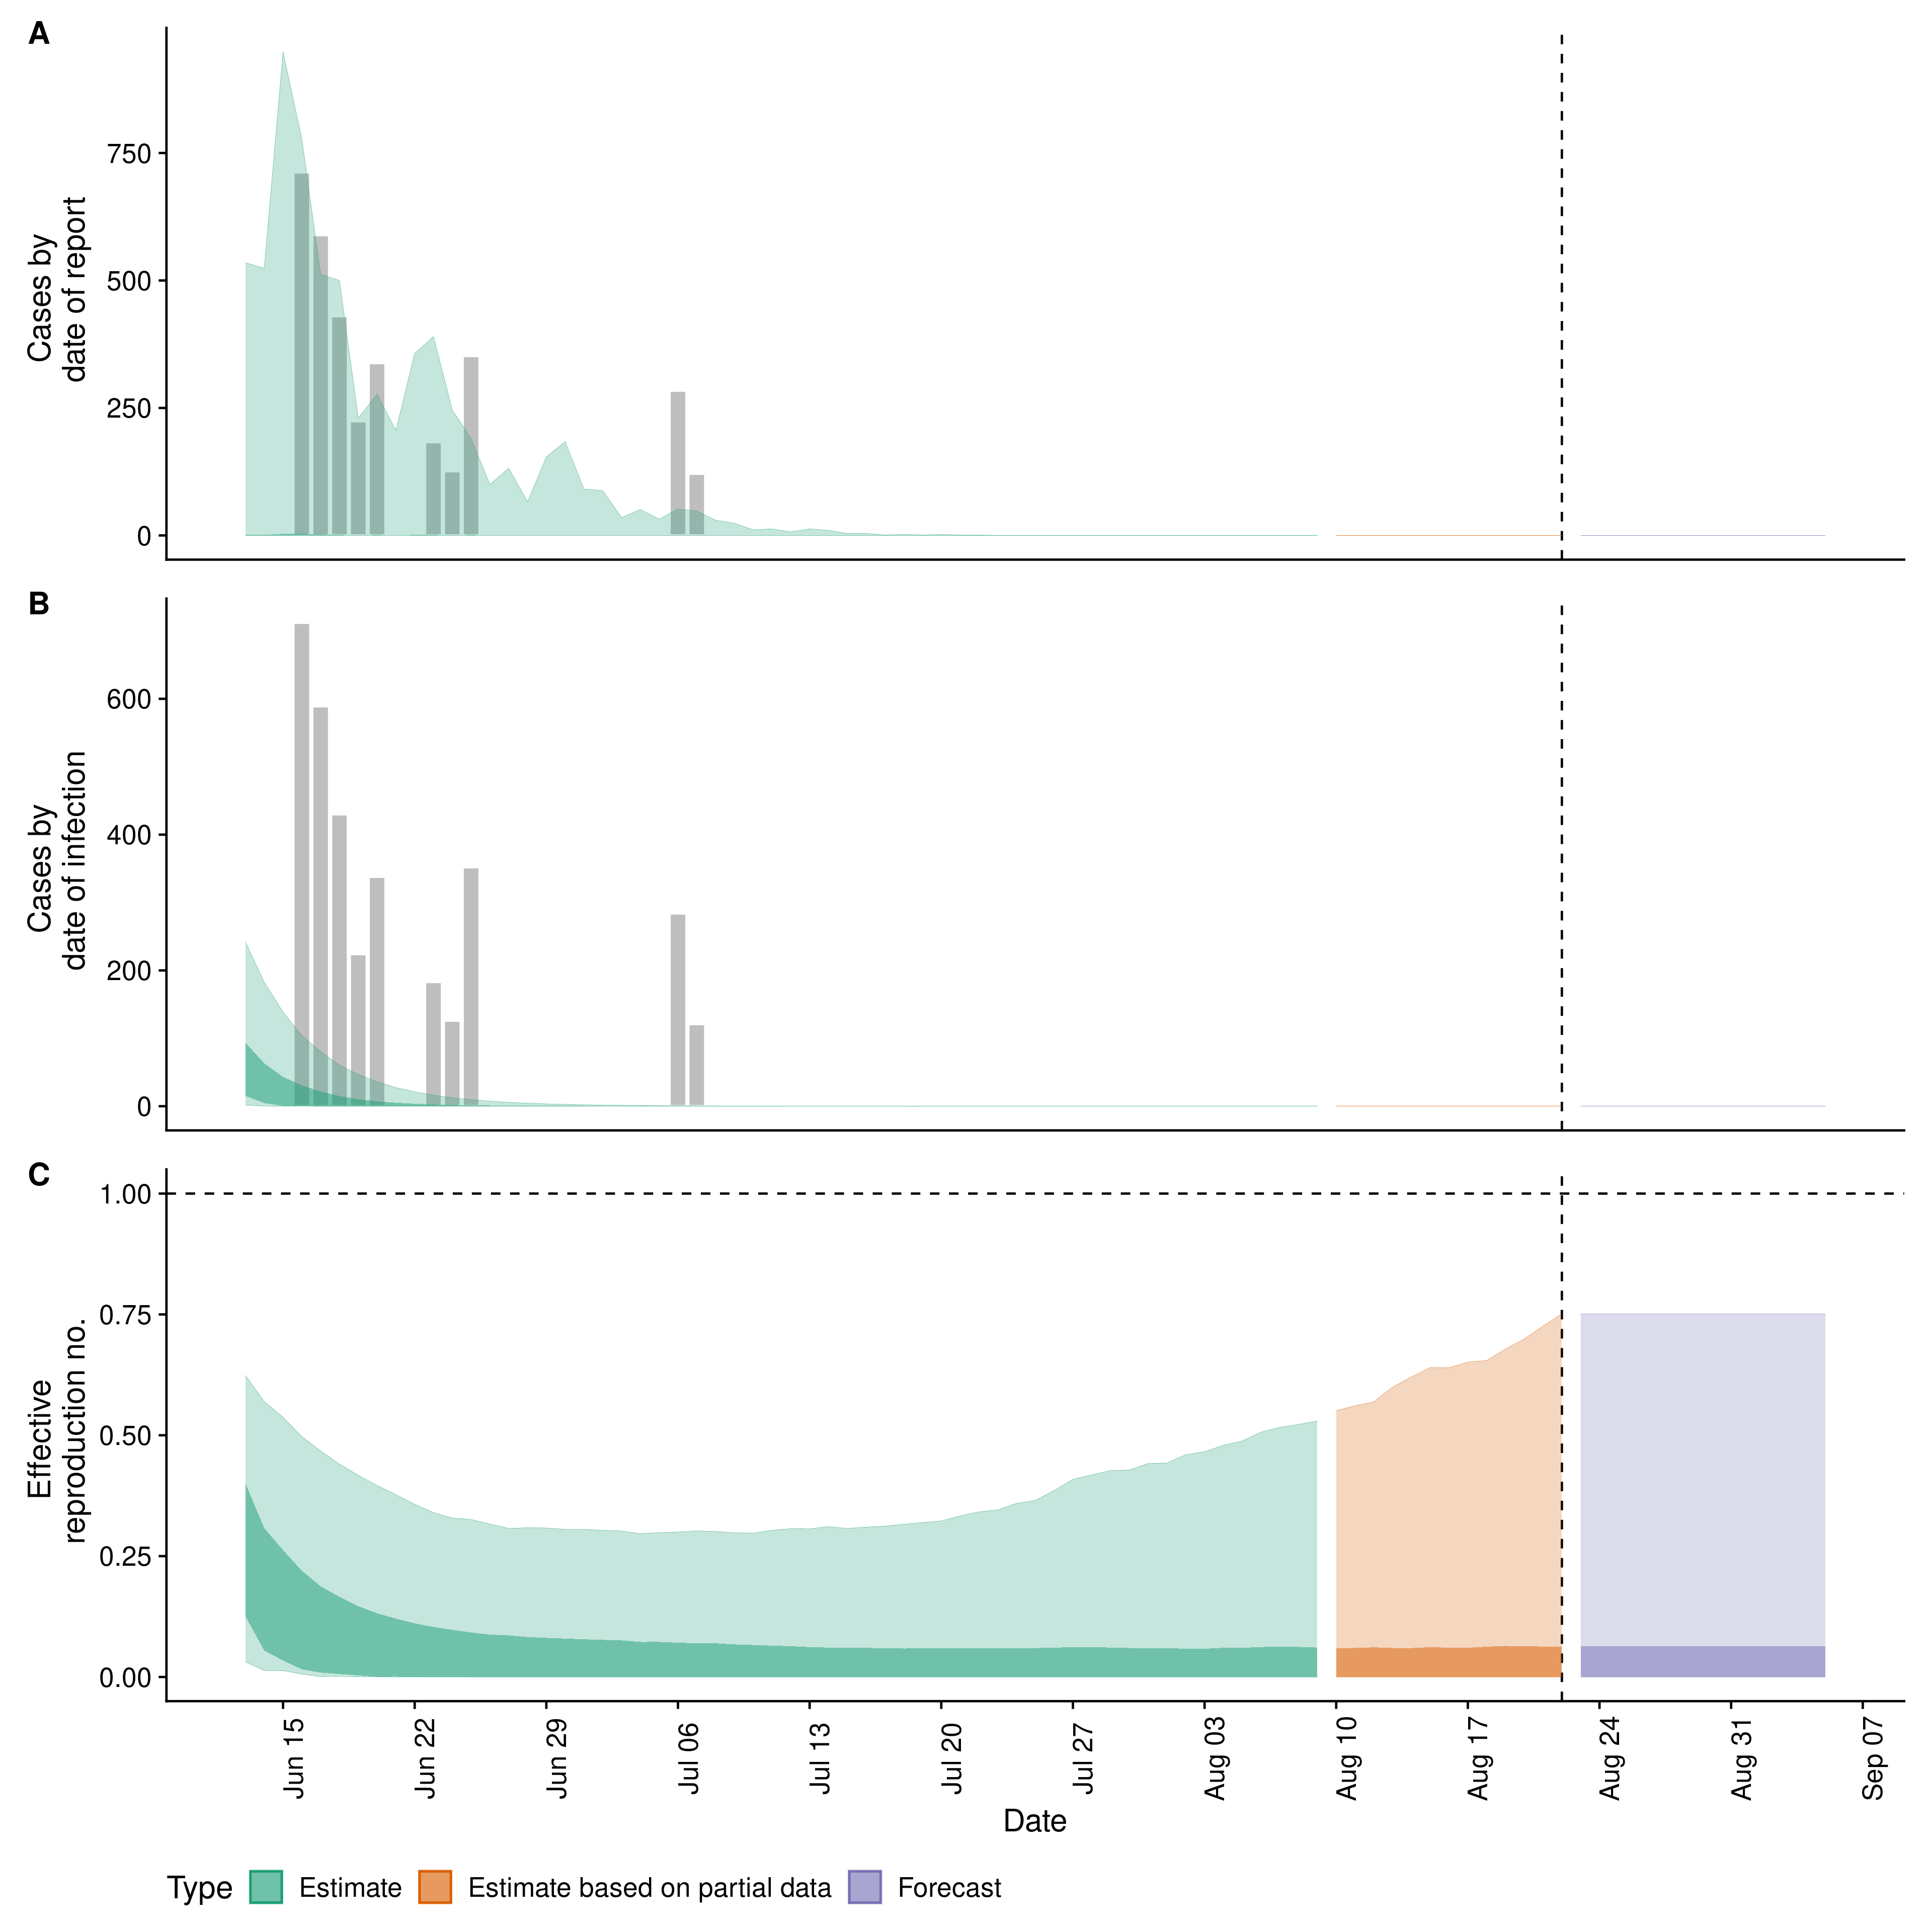 A
Cases by
date of report
750
500
250
0
B
Cases by
date of infection
600
400
200
0
C
Effective
reproduction no.
1.00
0.75
0.50
0.25
0.00
Jun 15
Jun 22
Jun 29
Jul 06
Jul 13
Jul 20
Jul 27
Aug 03
Aug 10
Aug 17
Aug 24
Aug 31
Sep 07
Date
Type Estimate Estimate based on partial data Forecast